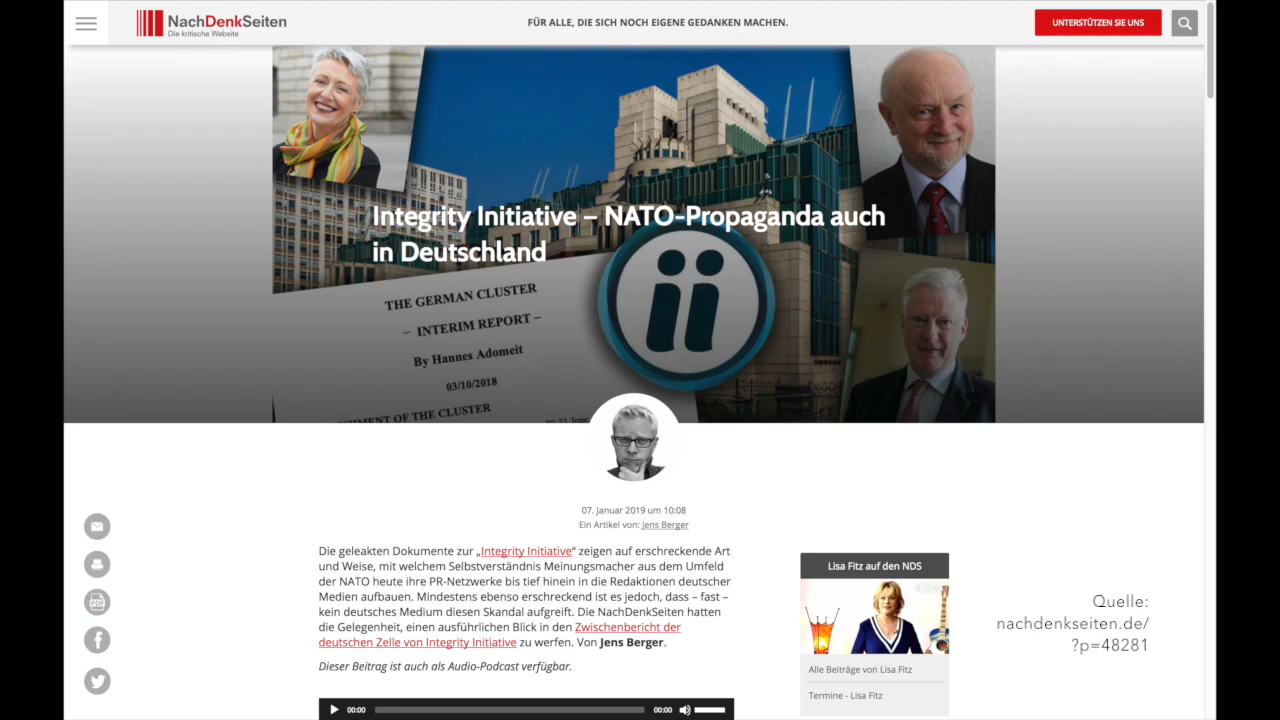 NachDenkSeiten
Die kritische Website
FÜR ALLE, DIE SICH NOCH EIGENE GEDANKEN MACHEN.
UNTERSTÜTZEN SIE UNS
Integrity Initiative – NATO-Propaganda auch
in Deutschland
THE GERMAN CLUSTER
– INTERIM REPORT –
By Hannes Adomeit
03/10/2018
OF THE CLUSTER
ii
07. Januar 2019 um 10:08
Ein Artikel von: Jens Berger
Die geleakten Dokumente zur „Integrity Initiative“ zeigen auf erschreckende Art
und Weise, mit welchem Selbstverständnis Meinungsmacher aus dem Umfeld
der NATO heute ihre PR-Netzwerke bis tief hinein in die Redaktionen deutscher
Medien aufbauen. Mindestens ebenso erschreckend ist es jedoch, dass – fast –
kein deutsches Medium diesen Skandal aufgreift. Die NachDenkSeiten hatten
die Gelegenheit, einen ausführlichen Blick in den Zwischenbericht der
deutschen Zelle von Integrity Initiative zu werfen. Von Jens Berger.
Dieser Beitrag ist auch als Audio-Podcast verfügbar.
00:00
00:00
PDF
Lisa Fitz auf den NDS
Alle Beiträge von Lisa Fitz
Termine - Lisa Fitz
Quelle:
nachdenkseiten.de/
?p=48281